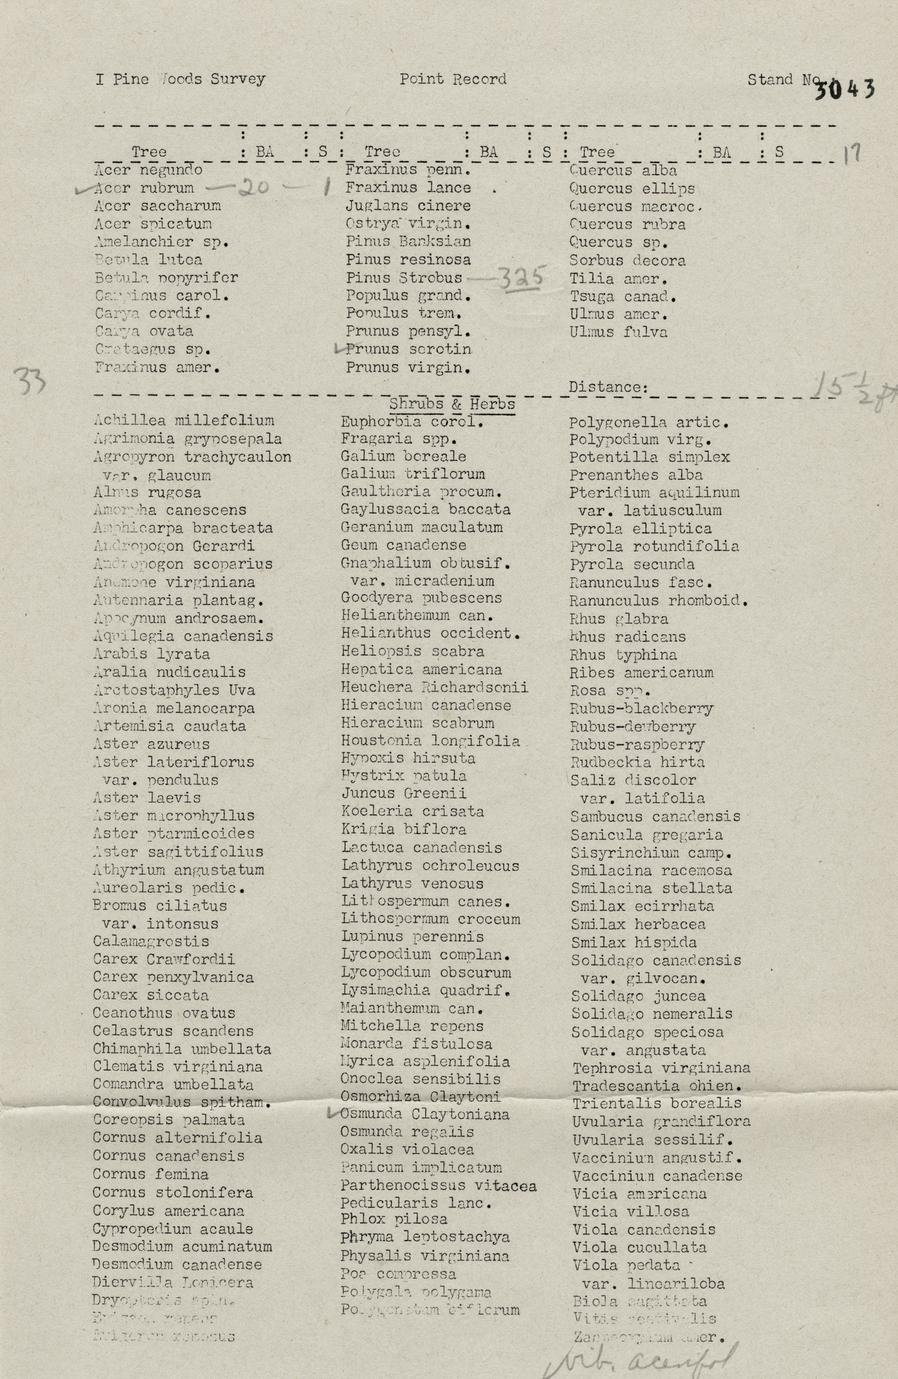 I Pine Woods Survey Point Record Stand No. 3043
Tree : BA : S : Tree : BA : S : Tree : BA : S
17
Acer negundo
Acer rubrum 20 1
Acer saccharum
Acer spicatum
Amelanchier sp.
Betula lutea
Betula papyrifer
Carpinus carol.
Carya cordif.
Carya ovata
Crataegus sp.
Fraxinus amer.
33
Fraxinus penn.
Fraxinus lance .
Juglans cinere
Ostrya virgin.
Pinus Banksian
Pinus resinosa
Pinus Strobus 325
Populus grand.
Populus trem.
Prunus pensyl.
Prunus serotin
Prunus virgin.
Quercus alba
Quercus ellips
Quercus macroc.
Quercus rubra
Quercus sp.
Sorbus decora
Tilia amer.
Tsuga canad.
Ulmus amer.
Ulmus fulva
Distance: 15 1/2 ft
Shrubs & Herbs
Achillea millefolium
Agrimonia gryposepala
Agropyron trachycaulon
var. glaucum
Alnus rugosa
Amorpha canescens
Amphicarpa bracteata
Andropogon Gerardi
Andropogon scoparius
Anemone virginiana
Antennaria plantag.
Apocynum androsaem.
Aquilegia canadensis
Arabis lyrata
Aralia nudicaulis
Arctostaphyles Uva
Aronia melanocarpa
Artemisia caudata
Aster azureus
Aster lateriflorus
var. pendulus
Aster laevis
Aster macrophyllus
Aster ptarmicoides
Aster sagittifolius
Athyrium angustatum
Aureolaris pedic.
Bromus ciliatus
var. intonsus
Calamagrostis
Carex Crawfordii
Carex penxylvanica
Carex siccata
Ceanothus ovatus
Celastrus scandens
Chimaphila umbellata
Clematis virginiana
Comandra umbellata
Convolvulus spitham.
Coreopsis palmata
Cornus alternifolia
Cornus canadensis
Cornus femina
Cornus stolonifera
Corylus americana
Cypropedium acaule
Desmodium acuminatum
Desmodium canadense
Diervilla Lonicera
Dryopteris spin.
Euphorbia corol.
Fragaria spp.
Galium boreale
Galium triflorum
Gaultheria procum.
Gaylussacia baccata
Geranium maculatum
Geum canadense
Gnaphalium obtusif.
var. micradenium
Goodyera pubescens
Helianthemum can.
Helianthus occident.
Heliopsis scabra
Hepatica americana
Heuchera Richardsonii
Hieracium canadense
Hieracium scabrum
Houstonia longifolia
Hypoxis hirsuta
Hystrix patula
Juncus Greenii
Koeleria crisata
Krigia biflora
Lactuca canadensis
Lathyrus ochroleucus
Lathyrus venosus
Lithospermum canes.
Lithospermum croceum
Lupinus perennis
Lycopodium complan.
Lycopodium obscurum
Lysimachia quadrif.
Maianthemum can.
Mitchella repens
Monarda fistulosa
Myrica asplenifolia
Onoclea sensibilis
Osmorhiza Claytoni
Osmunda Claytoniana
Osmunda regalis
Oxalis violacea
Panicum implicatum
Parthenocissus vitacea
Pedicularis lanc.
Phlox pilosa
Phryma leptostachya
Physalis virginiana
Poa compressa
Polygala polygama
Polygonatum biflorum
Polygonella artic.
Polypodium virg.
Potentilla simplex
Prenanthes alba
Pteridium aquilinum
var. latiusculum
Pyrola elliptica
Pyrola rotundifolia
Pyrola secunda
Ranunculus fasc.
Ranunculus rhomboid.
Rhus glabra
Rhus radicans
Rhus typhina
Ribes americanum
Rosa spp.
Rubus-blackberry
Rubus-dewberry
Rubus-raspberry
Rudbeckia hirta
Saliz discolor
var. latifolia
Sambucus canadensis
Sanicula gregaria
Sisyrinchium camp.
Smilacina racemosa
Smilacina stellata
Smilax ecirrhata
Smilax herbacea
Smilax hispida
Solidago canadensis
var. gilvocan.
Solidago juncea
Solidago nemeralis
Solidago speciosa
var. angustata
Tephrosia virginiana
Tradescantia ohien.
Trientalis borealis
Uvularia grandiflora
Uvularia sessilif.
Vaccinium angustif.
Vaccinium canadense
Vicia americana
Vicia villosa
Viola canadensis
Viola cucullata
Viola pedata
var. lineariloba
Biola sagittata
Vitis
amer.
Vib. acerifol